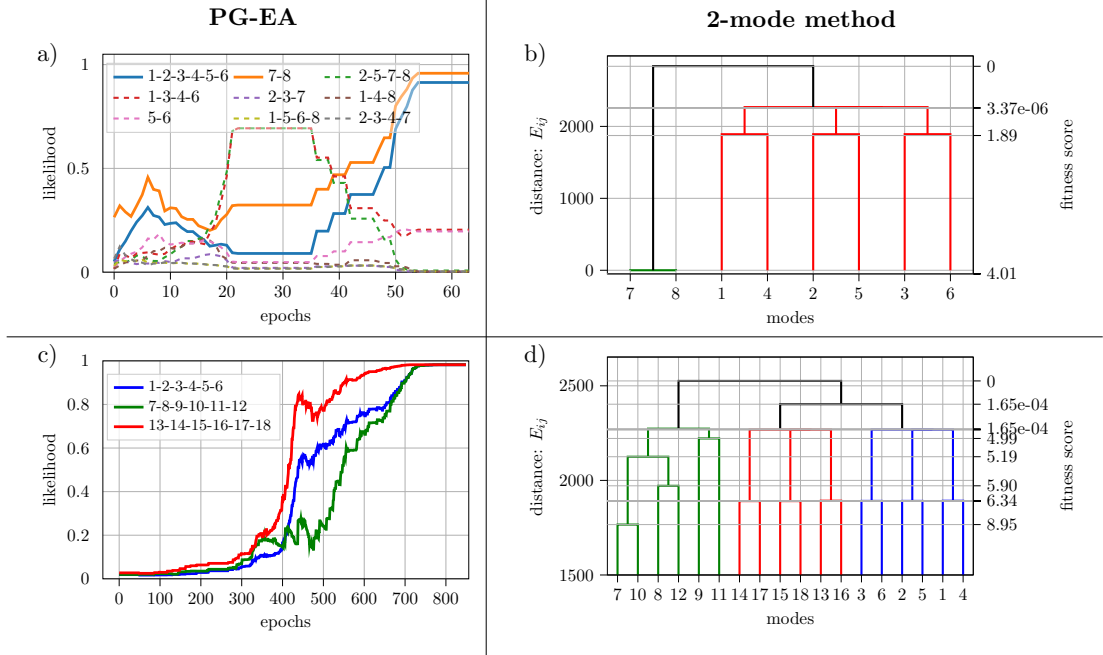 PG-EA
2-mode method
a)
1
0.5
0
likelihood
1-2-3-4-5-6
7-8
2-5-7-8
1-3-4-6
2-3-7
1-4-8
5-6
1-5-6-8
2-3-4-7
0 10 20 30 40 50 60
epochs
b)
2000
1000
0
distance: E_ij
0
3.37e-06
1.89
4.01
fitness score
7 8 1 4 2 5 3 6
modes
c)
1
0.8
0.6
0.4
0.2
0
likelihood
1-2-3-4-5-6
7-8-9-10-11-12
13-14-15-16-17-18
0 100 200 300 400 500 600 700 800
epochs
d)
2500
2000
1500
distance: E_ij
0
1.65e-04
1.65e-04
4.99
5.19
5.90
6.34
8.95
fitness score
7 10 8 12 9 11 14 17 15 18 13 16 3 6 2 5 1 4
modes